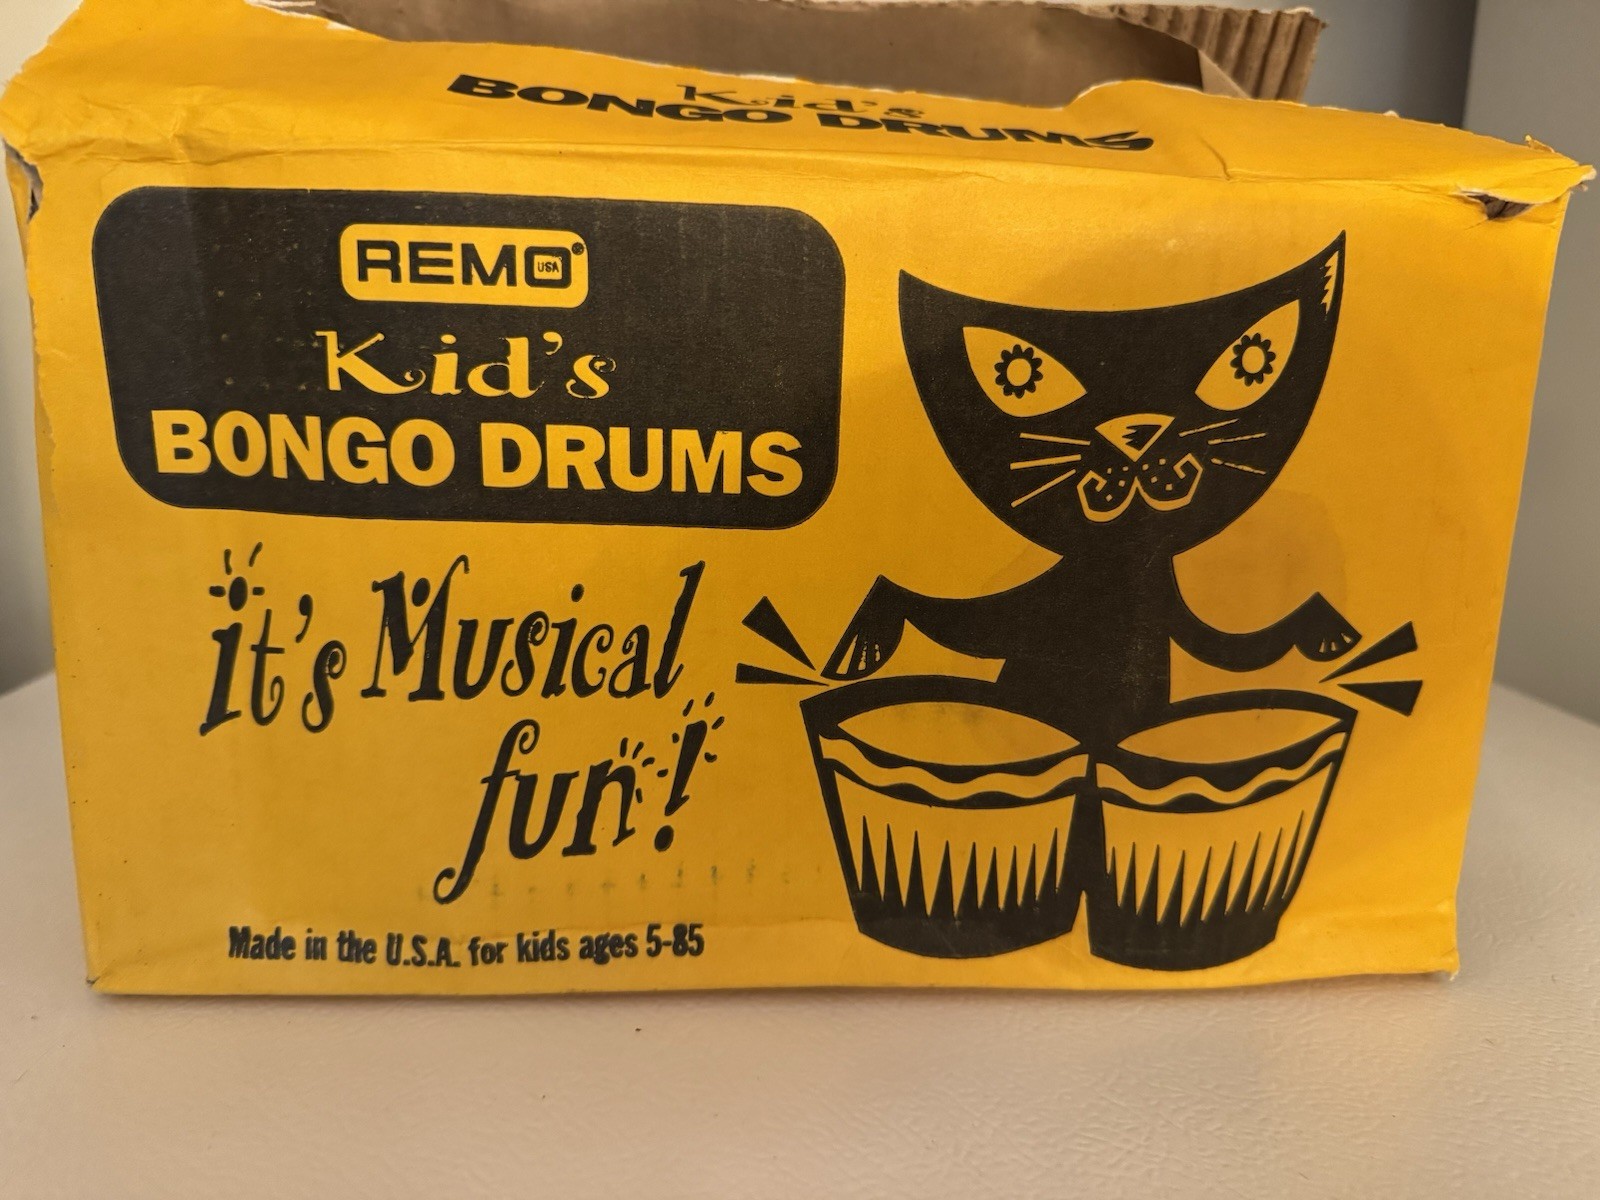 Kid's
BONGO DRUMS
REMO USA®
Kid's
BONGO DRUMS
it's Musical
fun!
Made in the U.S.A. for kids ages 5-85